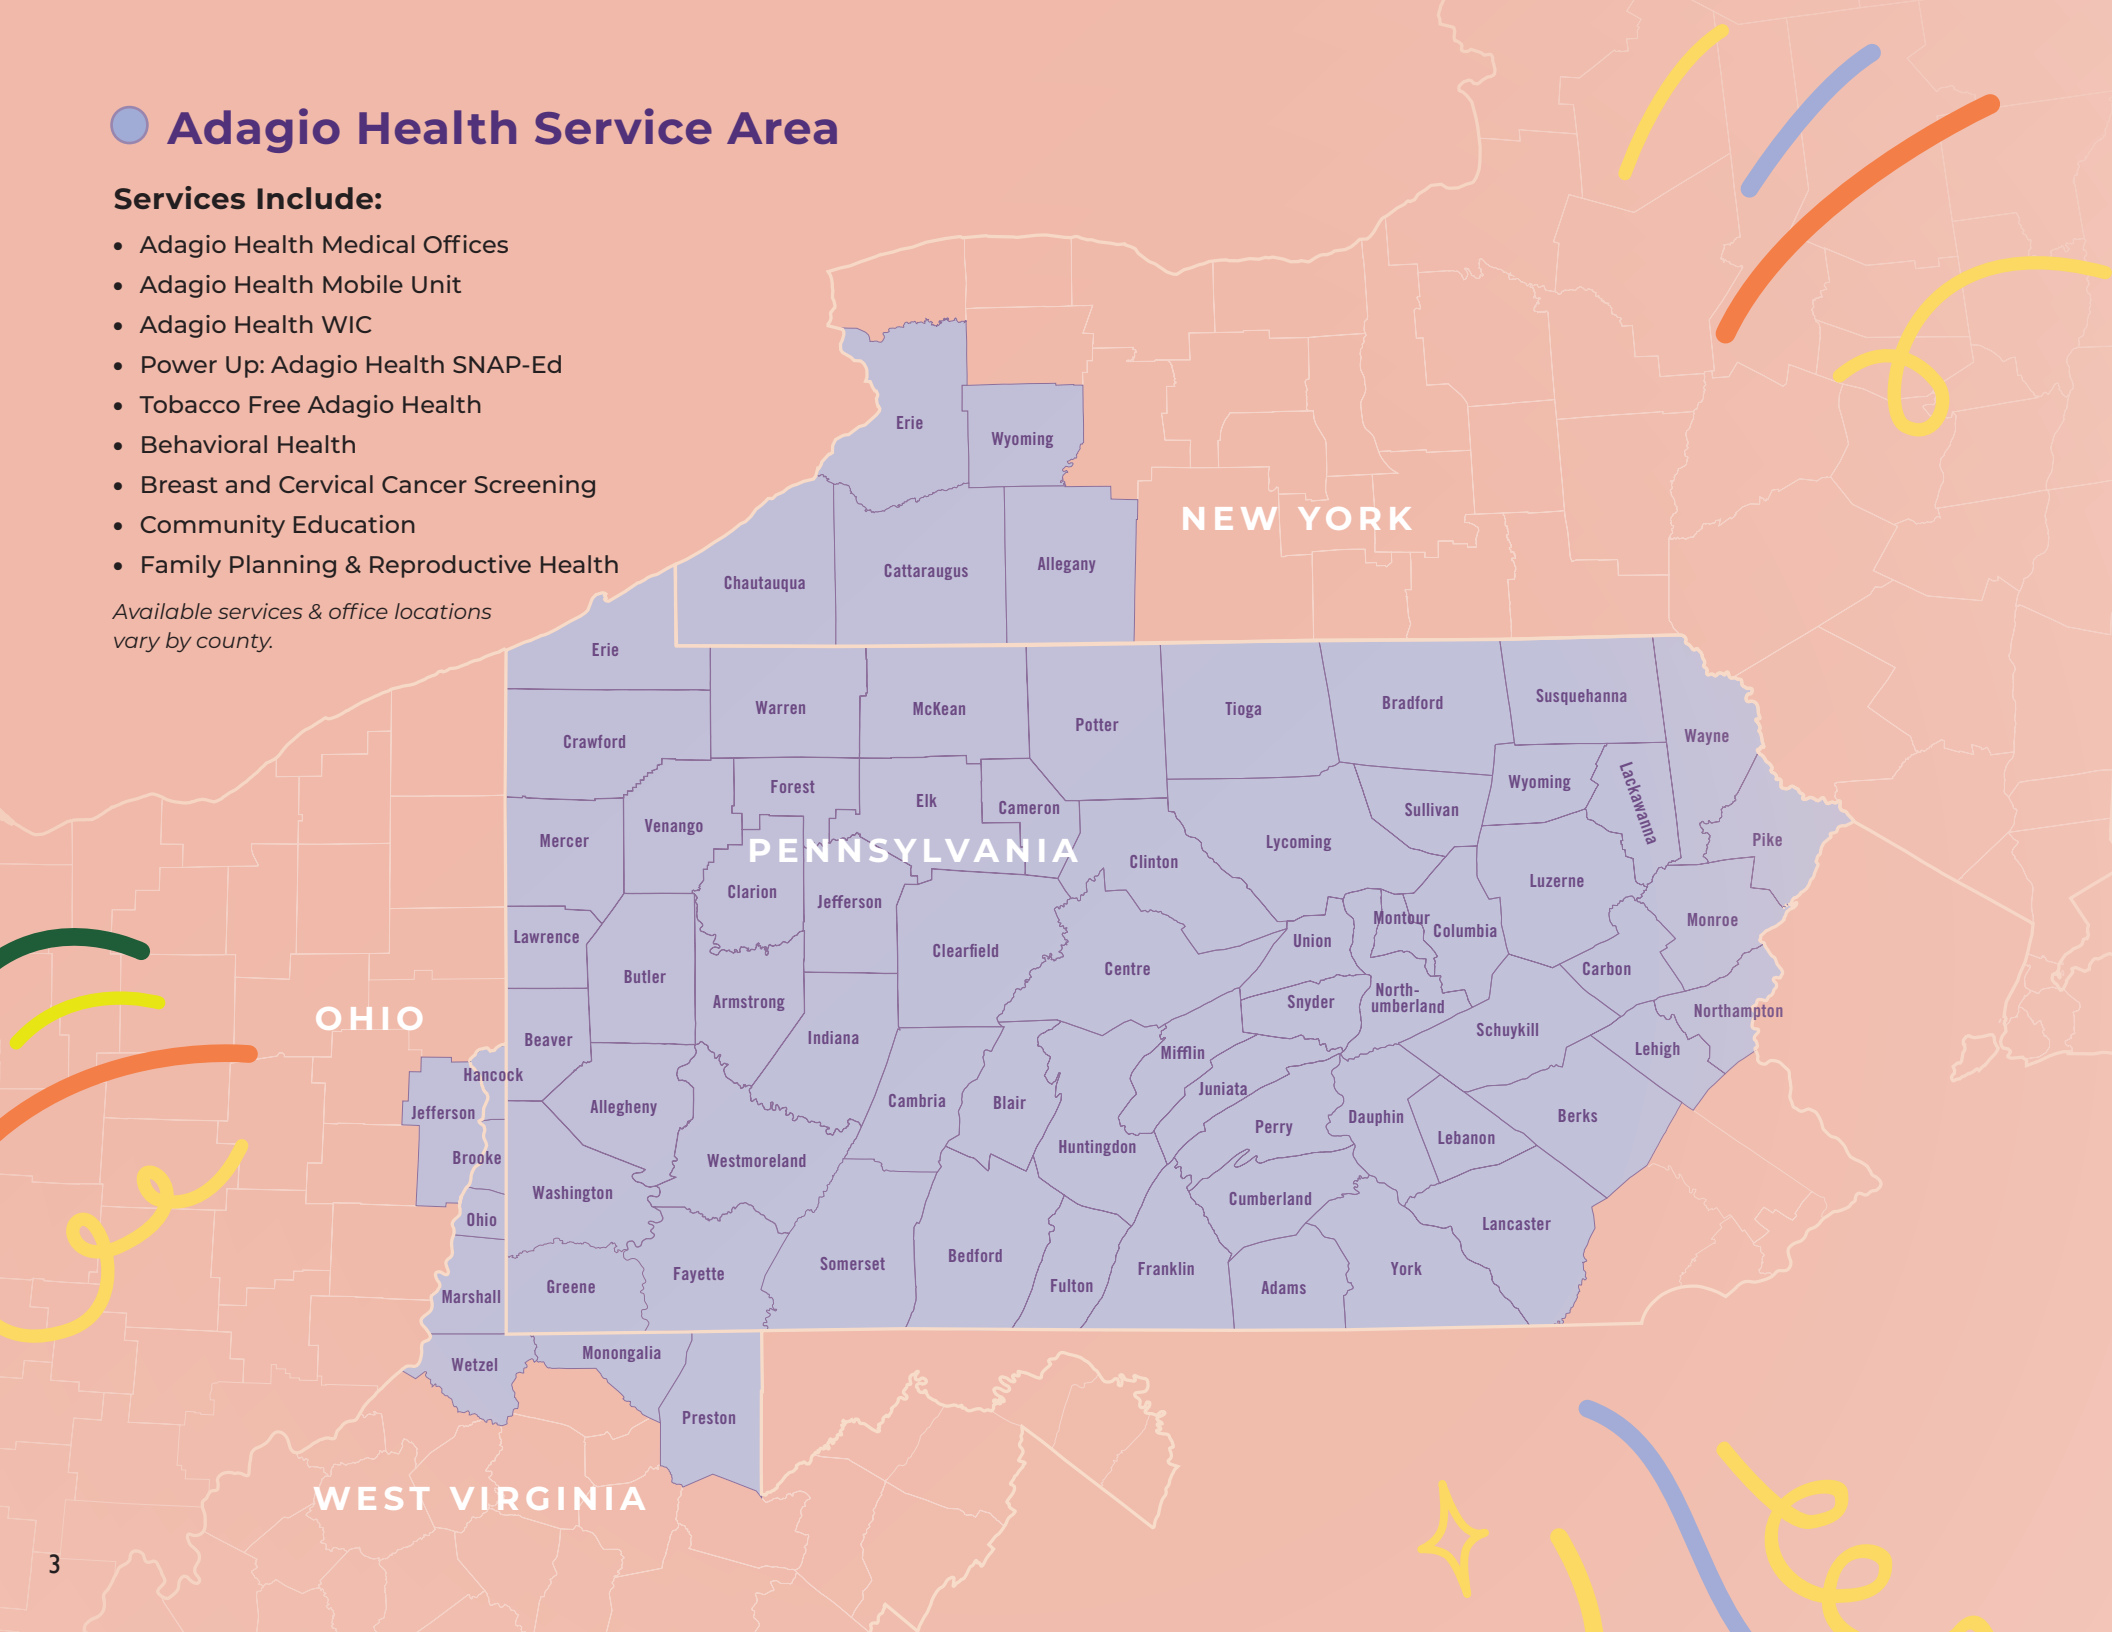 Adagio Health Service Area
Services Include:
• Adagio Health Medical Offices
• Adagio Health Mobile Unit
• Adagio Health WIC
• Power Up: Adagio Health SNAP-Ed
• Tobacco Free Adagio Health
• Behavioral Health
• Breast and Cervical Cancer Screening
• Community Education
• Family Planning & Reproductive Health
Available services & office locations
vary by county.
NEW YORK
Erie
Wyoming
Chautauqua
Cattaraugus
Allegany
PENNSYLVANIA
Erie
Warren
McKean
Potter
Tioga
Bradford
Susquehanna
Wayne
Crawford
Forest
Elk
Cameron
Sullivan
Wyoming
Lackawanna
Pike
Mercer
Venango
Clarion
Jefferson
Clinton
Lycoming
Luzerne
Monroe
Lawrence
Butler
Armstrong
Clearfield
Centre
Union
Montour
Columbia
Carbon
Northampton
Beaver
Indiana
Snyder
North-
umberland
Schuykill
Lehigh
Allegheny
Westmoreland
Cambria
Blair
Huntingdon
Mifflin
Juniata
Perry
Dauphin
Lebanon
Berks
Washington
Cumberland
Lancaster
Greene
Fayette
Somerset
Bedford
Fulton
Franklin
Adams
York
OHIO
Jefferson
WEST VIRGINIA
Hancock
Brooke
Ohio
Marshall
Wetzel
Monongalia
Preston
3